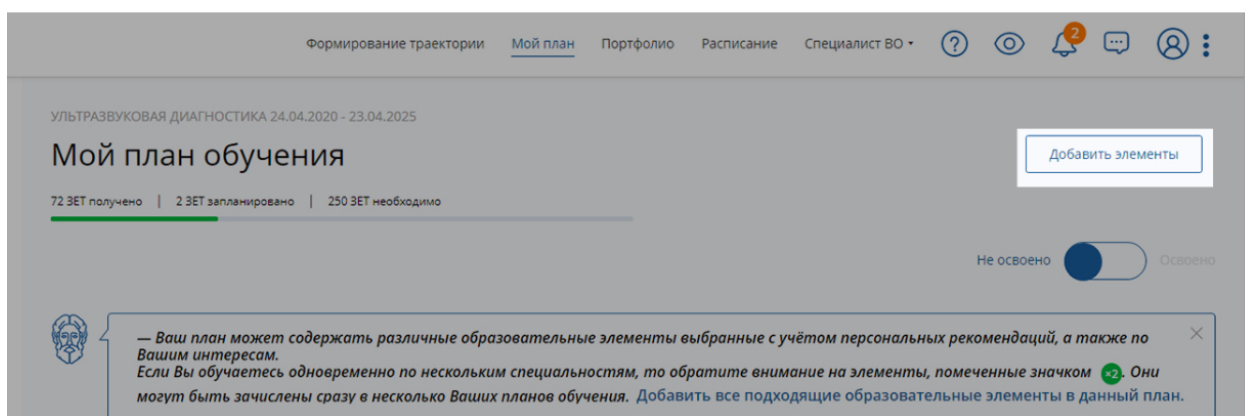 Формирование траектории Мой план Портфолио Расписание Специалист ВО 2
УЛЬТРАЗВУКОВАЯ ДИАГНОСТИКА 24.04.2020 - 23.04.2025
Мой план обучения
Добавить элементы
72 ЗЕТ получено | 2 ЗЕТ запланировано | 250 ЗЕТ необходимо
Не освоено Освоено
— Ваш план может содержать различные образовательные элементы выбранные с учётом персональных рекомендаций, а также по
Вашим интересам.
Если Вы обучаетесь одновременно по нескольким специальностям, то обратите внимание на элементы, помеченные значком ×2. Они
могут быть зачислены сразу в несколько Ваших планов обучения. Добавить все подходящие образовательные элементы в данный план.